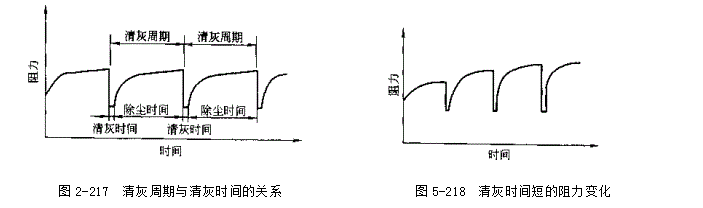 清灰周期 清灰周期
阻力
除尘时间 除尘时间
清灰时间 清灰时间
时间
图2-217 清灰周期与清灰时间的关系
阻力
时间
图5-218 清灰时间短的阻力变化